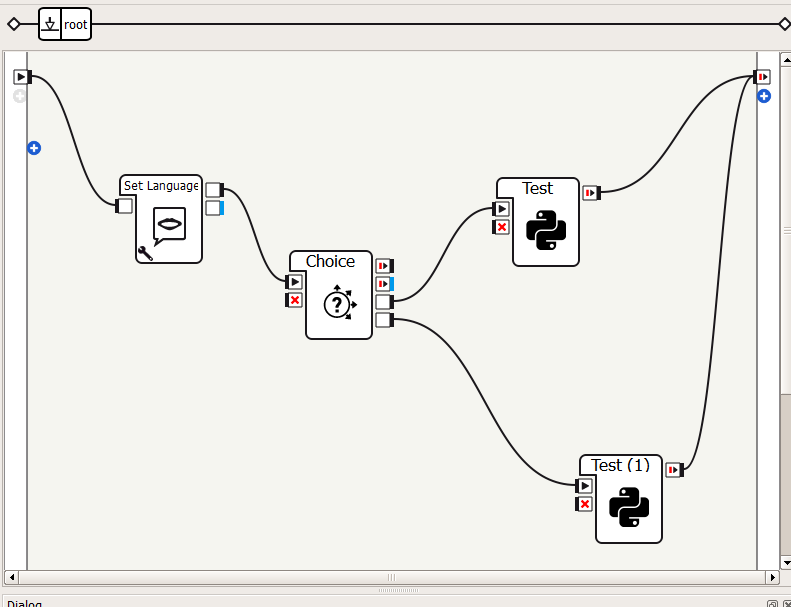 root
Set Language
Choice
?
Test
Test (1)
Dialog